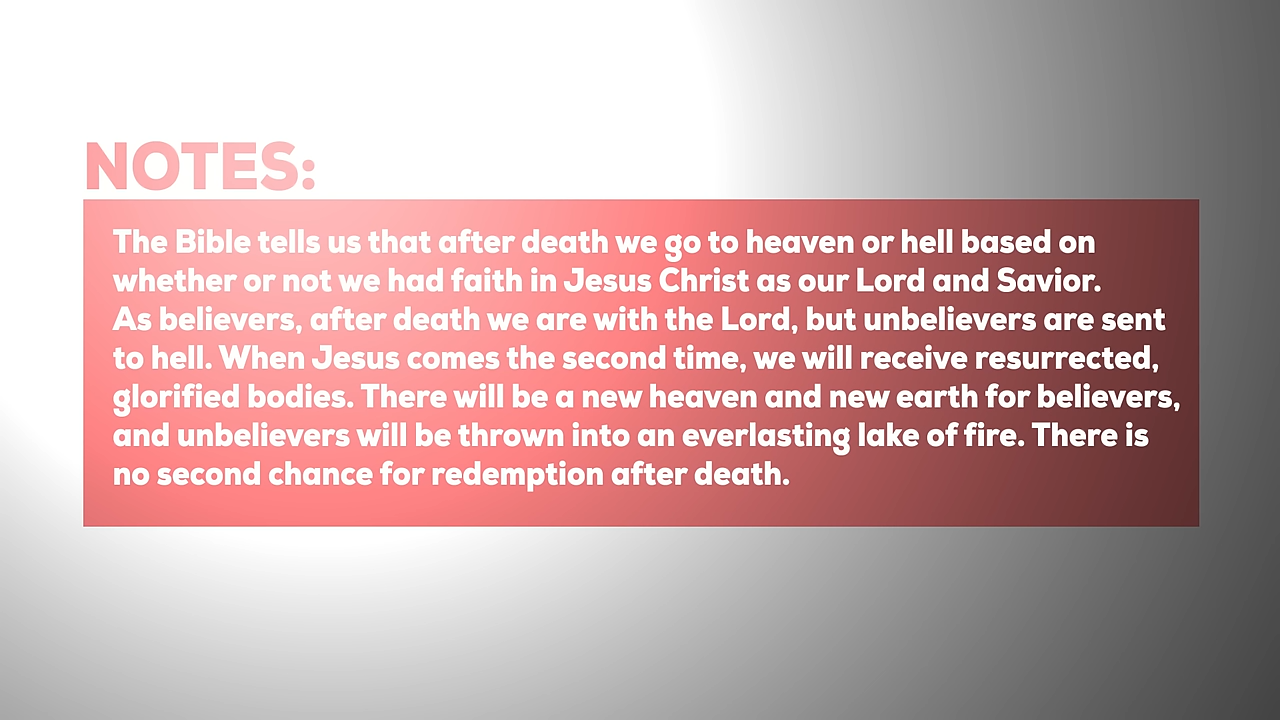 NOTES:
The Bible tells us that after death we go to heaven or hell based on
whether or not we had faith in Jesus Christ as our Lord and Savior.
As believers, after death we are with the Lord, but unbelievers are sent
to hell. When Jesus comes the second time, we will receive resurrected,
glorified bodies. There will be a new heaven and new earth for believers,
and unbelievers will be thrown into an everlasting lake of fire. There is
no second chance for redemption after death.